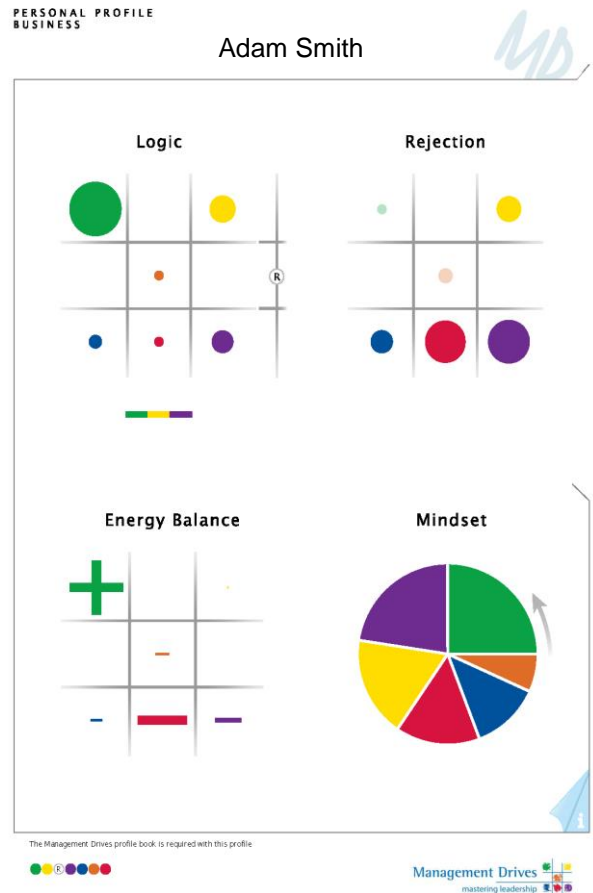 PERSONAL PROFILE
BUSINESS
Adam Smith
MD
Logic
Rejection
R
Energy Balance
Mindset
i
The Management Drives profile book is required with this profile
R
Management Drives
mastering leadership